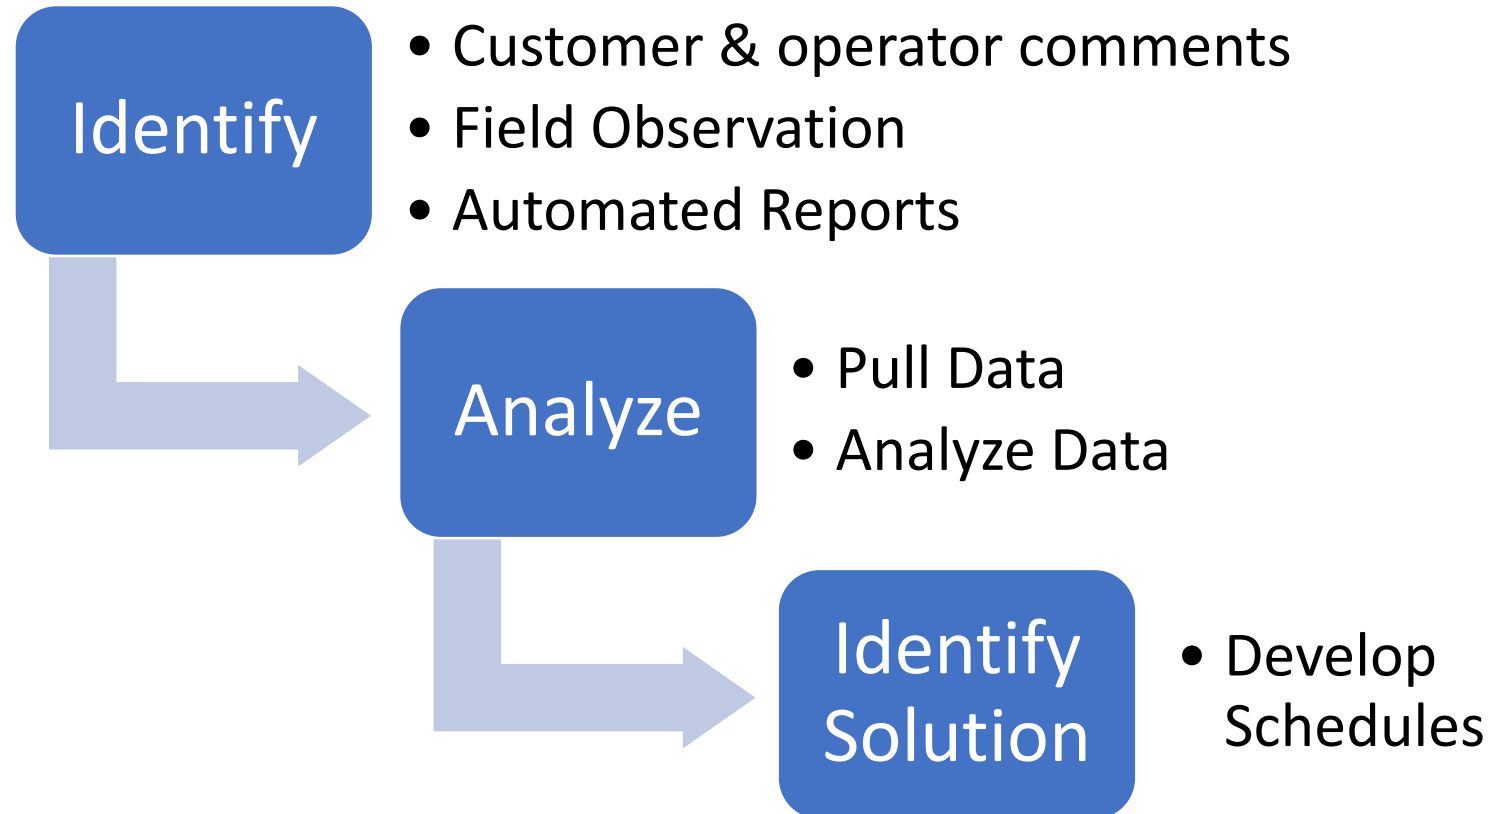 Identify
• Customer & operator comments
• Field Observation
• Automated Reports
Analyze
• Pull Data
• Analyze Data
Identify
Solution
• Develop
Schedules